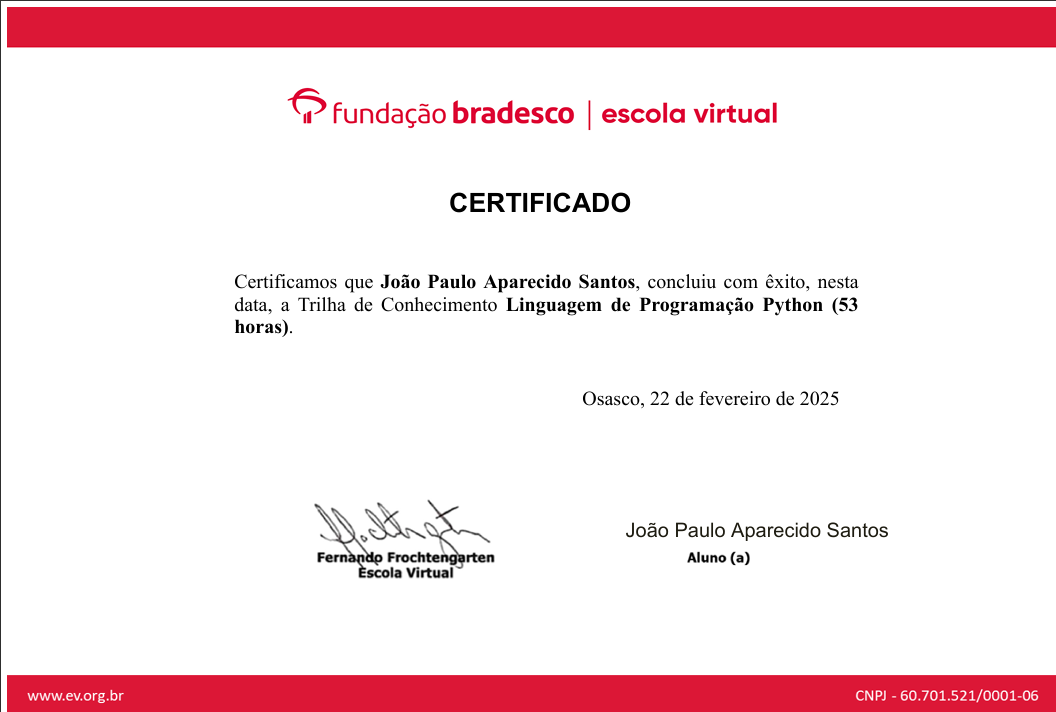 fundação bradesco | escola virtual
CERTIFICADO
Certificamos que João Paulo Aparecido Santos, concluiu com êxito, nesta
data, a Trilha de Conhecimento Linguagem de Programação Python (53
horas).
Osasco, 22 de fevereiro de 2025
João Paulo Aparecido Santos
Fernando Frochtengarten
Aluno (a)
Escola Virtual
www.ev.org.br
CNPJ - 60.701.521/0001-06